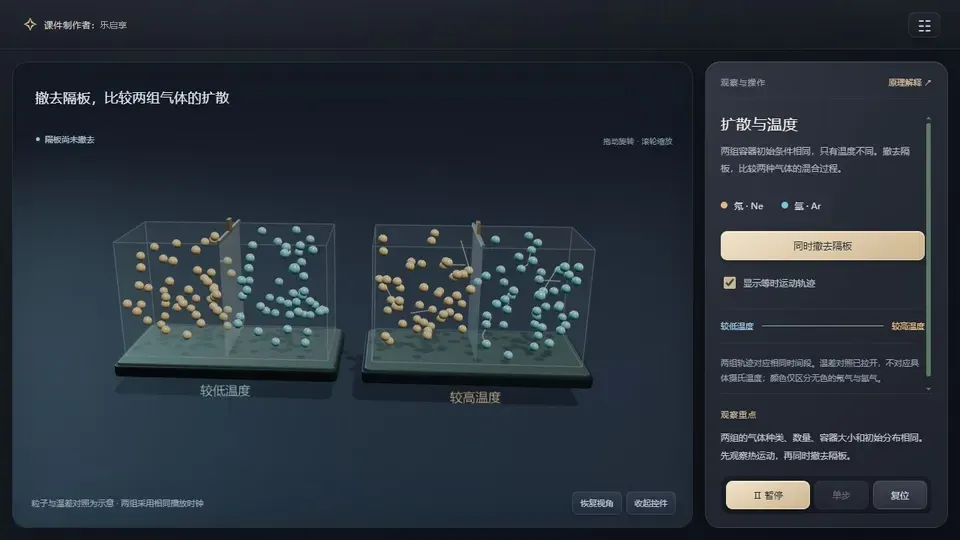 课件制作者：乐启享
撤去隔板，比较两组气体的扩散
隔板尚未撤去
拖动旋转 · 滚轮缩放
较低温度
较高温度
粒子与温差对照为示意 · 两组采用相同播放时钟
恢复视角
收起控件
观察与操作
原理解释 ↗
扩散与温度
两组容器初始条件相同，只有温度不同。撤去隔
板，比较两种气体的混合过程。
氖 · Ne
氩 · Ar
同时撤去隔板
显示等时运动轨迹
较低温度
较高温度
两组轨迹对应相同时间段。温差对照已拉开，不对应具
体摄氏温度；颜色仅区分无色的氖气与氩气。
观察重点
两组的气体种类、数量、容器大小和初始分布相同。
先观察热运动，再同时撤去隔板。
暂停
单步
复位